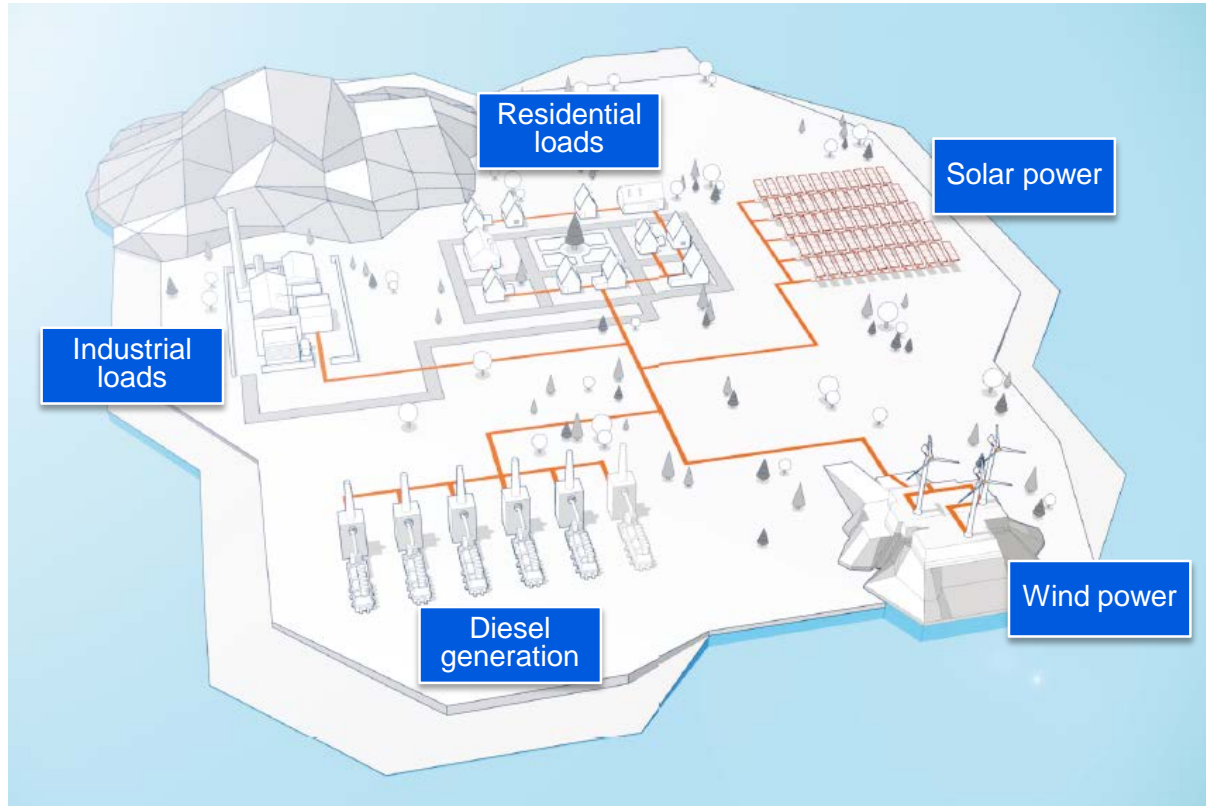 Residential
loads
Solar power
Industrial
loads
Wind power
Diesel
generation